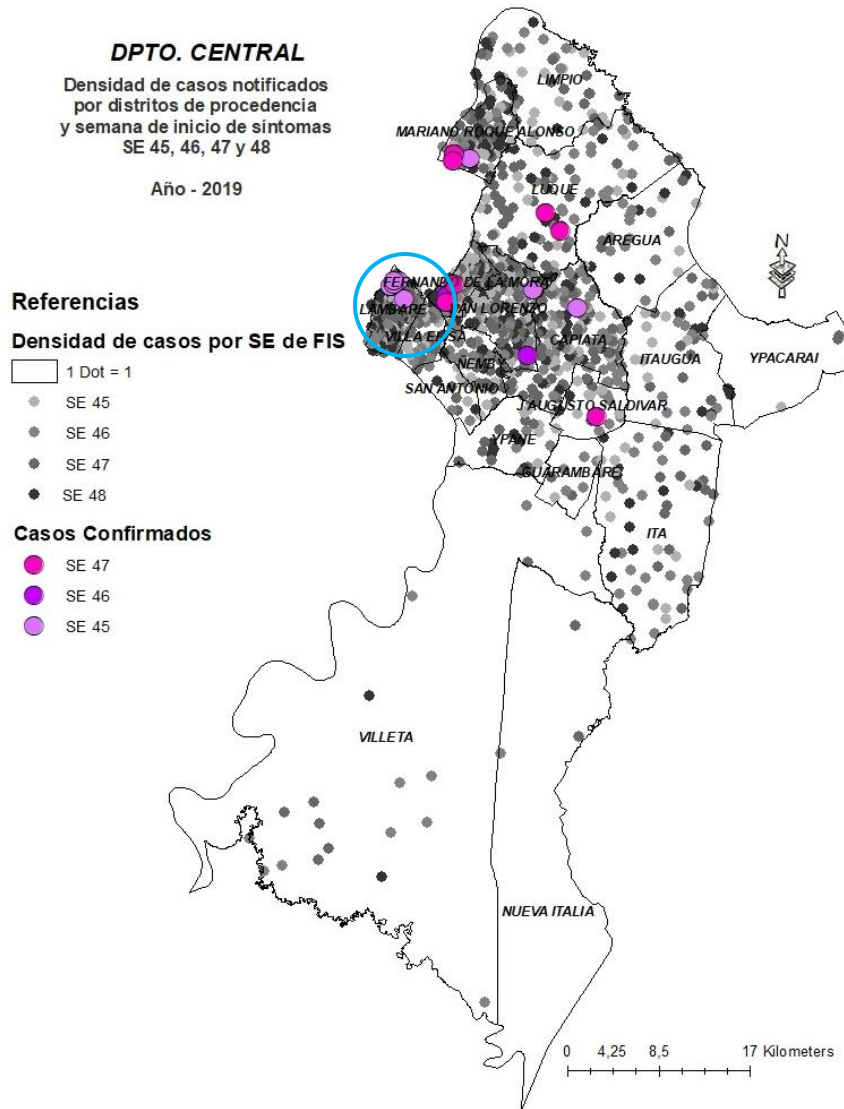 DPTO. CENTRAL
Densidad de casos notificados
por distritos de procedencia
y semana de inicio de síntomas
SE 45, 46, 47 y 48
Año - 2019
LIMPIO
MARIANO ROQUE ALONSO
LUQUE
AREGUA
N
FERNANDO DE LA MORA
LAMBARÉ
SAN LORENZO
VILLA ELISA
CAPIATA
ITAUGUA
YPACARAI
ÑEMBY
SAN ANTONIO
J AUGUSTO SALDIVAR
YPANE
GUARAMBARÉ
ITA
Referencias
Densidad de casos por SE de FIS
1 Dot = 1
SE 45
SE 46
SE 47
SE 48
Casos Confirmados
SE 47
SE 46
SE 45
VILLETA
NUEVA ITALIA
0 4,25 8,5 17 Kilometers